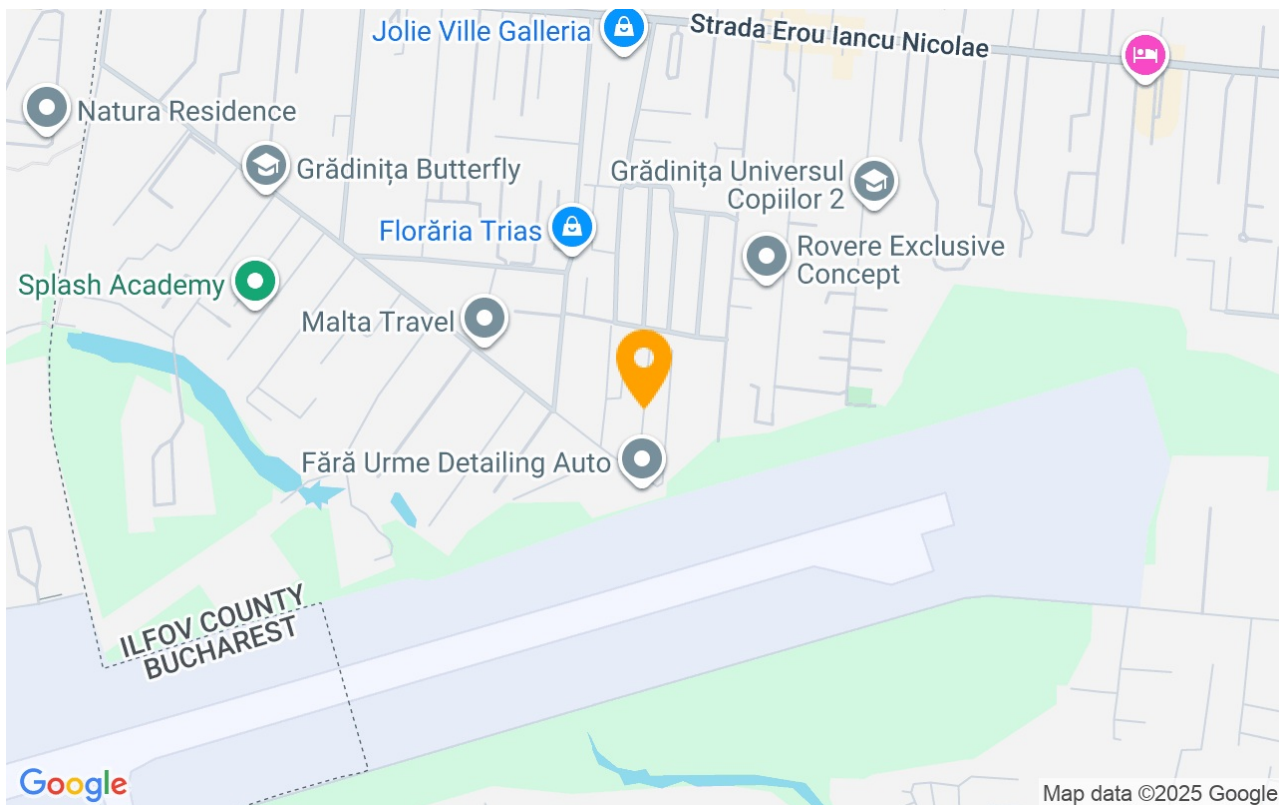 Jolie Ville Galleria
Strada Erou Iancu Nicolae
Natura Residence
Grădinița Butterfly
Grădinița Universul
Copiilor 2
Florăria Trias
Rovere Exclusive
Concept
Splash Academy
Malta Travel
Fără Urme Detailing Auto
ILFOV COUNTY
BUCHAREST
Google
Map data ©2025 Google